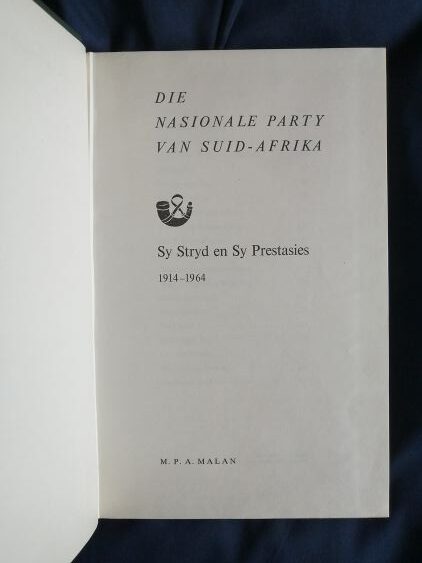 DIE
NASIONALE PARTY
VAN SUID-AFRIKA
Sy Stryd en Sy Prestasies
1914-1964
M. P. A. MALAN